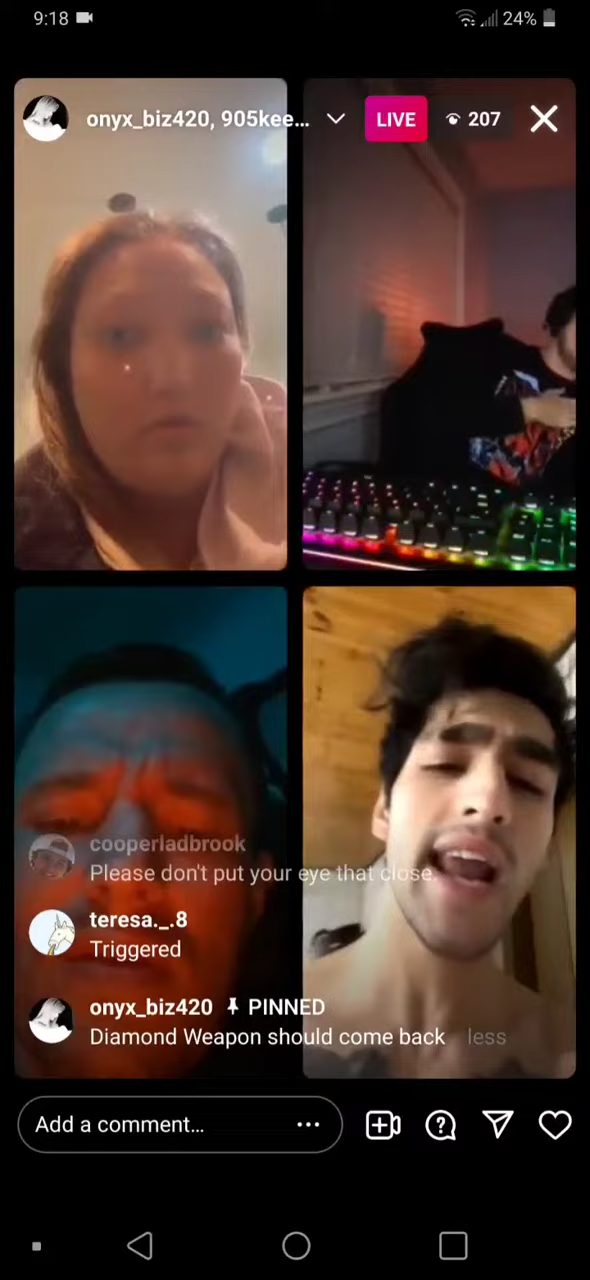 9:18
24%
onyx_biz420, 905kee...
LIVE
207
cooperladbrook
Please don't put your eye that close.
teresa._.8
Triggered
onyx_biz420 PINNED
Diamond Weapon should come back less
Add a comment...